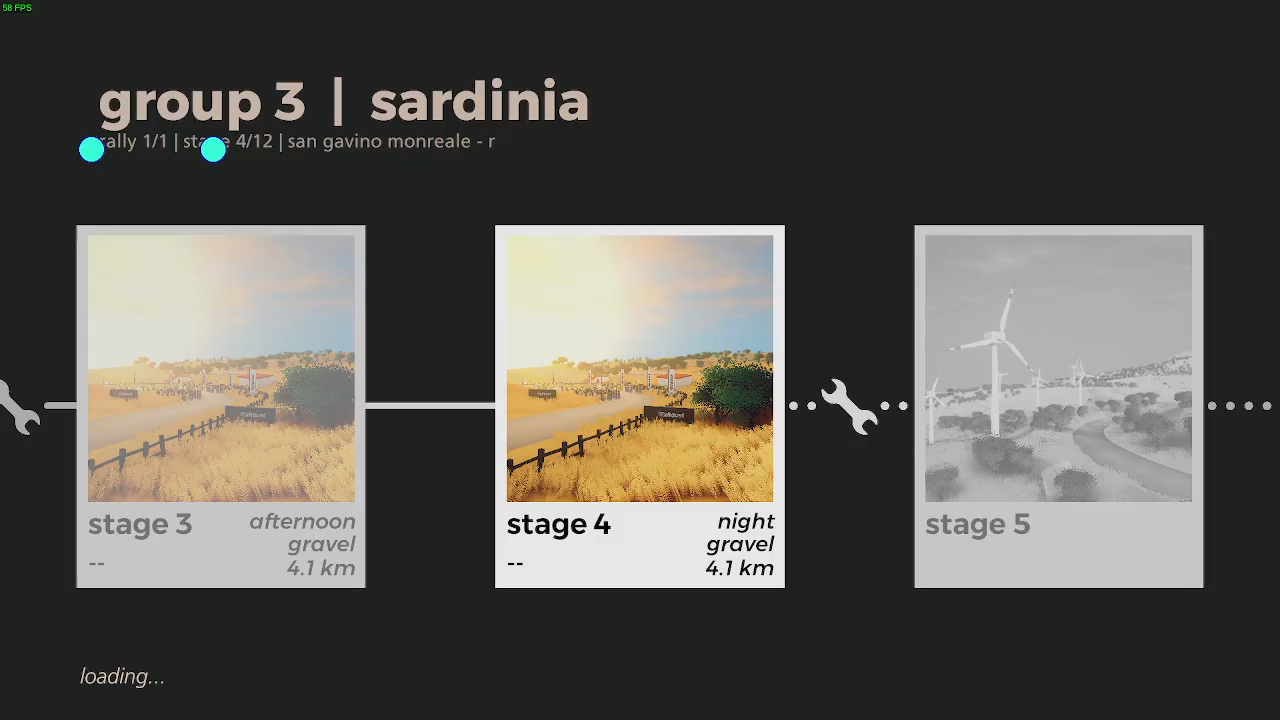 58 FPS
group 3 | sardinia
rally 1/1 | stage 4/12 | san gavino monreale - r
stage 3
afternoon
gravel
--
4.1 km
stage 4
night
gravel
--
4.1 km
stage 5
loading...